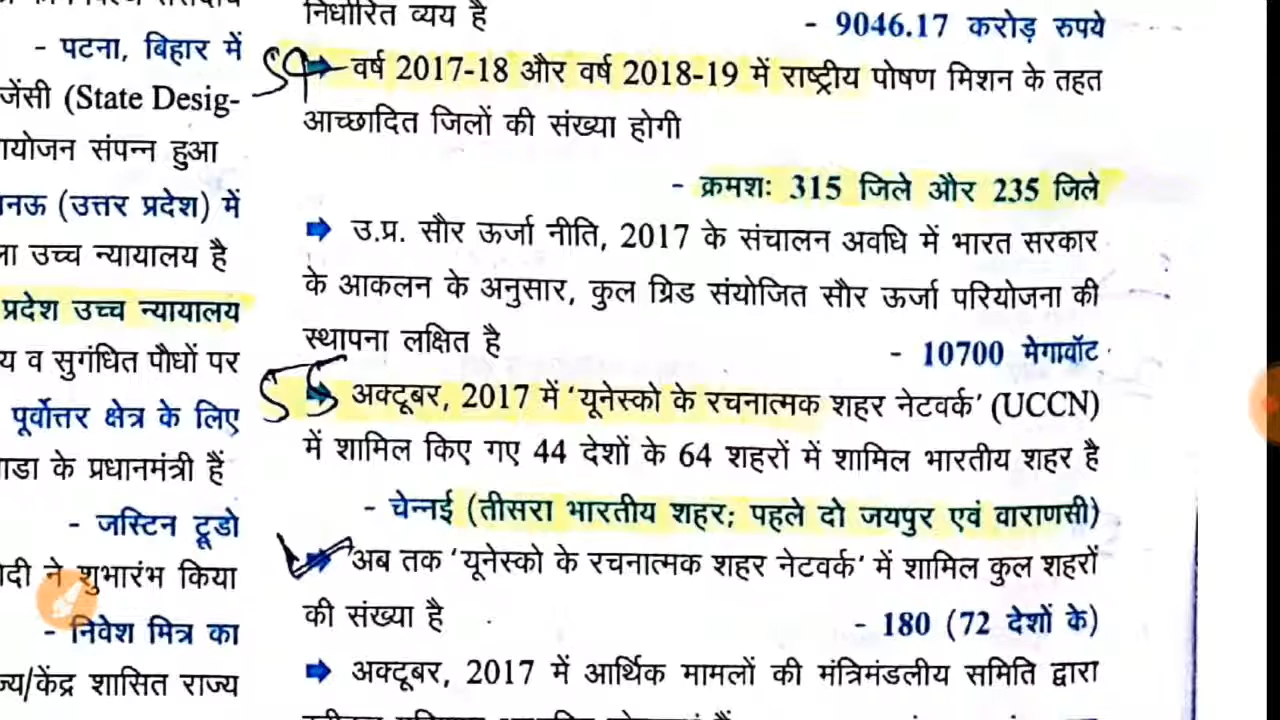 - पटना, बिहार में
जेंसी (State Desig-
योजन संपन्न हुआ
नऊ (उत्तर प्रदेश) में
उच्च न्यायालय है
प्रदेश उच्च न्यायालय
य व सुगंधित पौधों पर
पूर्वोत्तर क्षेत्र के लिए
के प्रधानमंत्री हैं
- जस्टिन ट्रूडो
ने शुभारंभ किया
- निवेश मित्र का
ज्य/केंद्र शासित राज्य
निर्धारित व्यय है
- 9046.17 करोड़ रुपये
59 वर्ष 2017-18 और वर्ष 2018-19 में राष्ट्रीय पोषण मिशन के तहत
आच्छादित जिलों की संख्या होगी
- क्रमशः 315 जिले और 235 जिले
उ.प्र. सौर ऊर्जा नीति, 2017 के संचालन अवधि में भारत सरकार
के आकलन के अनुसार, कुल ग्रिड संयोजित सौर ऊर्जा परियोजना की
स्थापना लक्षित है
- 10700 मेगावॉट
55 अक्टूबर, 2017 में 'यूनेस्को के रचनात्मक शहर नेटवर्क' (UCCN)
में शामिल किए गए 44 देशों के 64 शहरों में शामिल भारतीय शहर है
- चेन्नई (तीसरा भारतीय शहर; पहले दो जयपुर एवं वाराणसी)
अब तक 'यूनेस्को के रचनात्मक शहर नेटवर्क' में शामिल कुल शहरों
की संख्या है
- 180 (72 देशों के)
अक्टूबर, 2017 में आर्थिक मामलों की मंत्रिमंडलीय समिति द्वारा